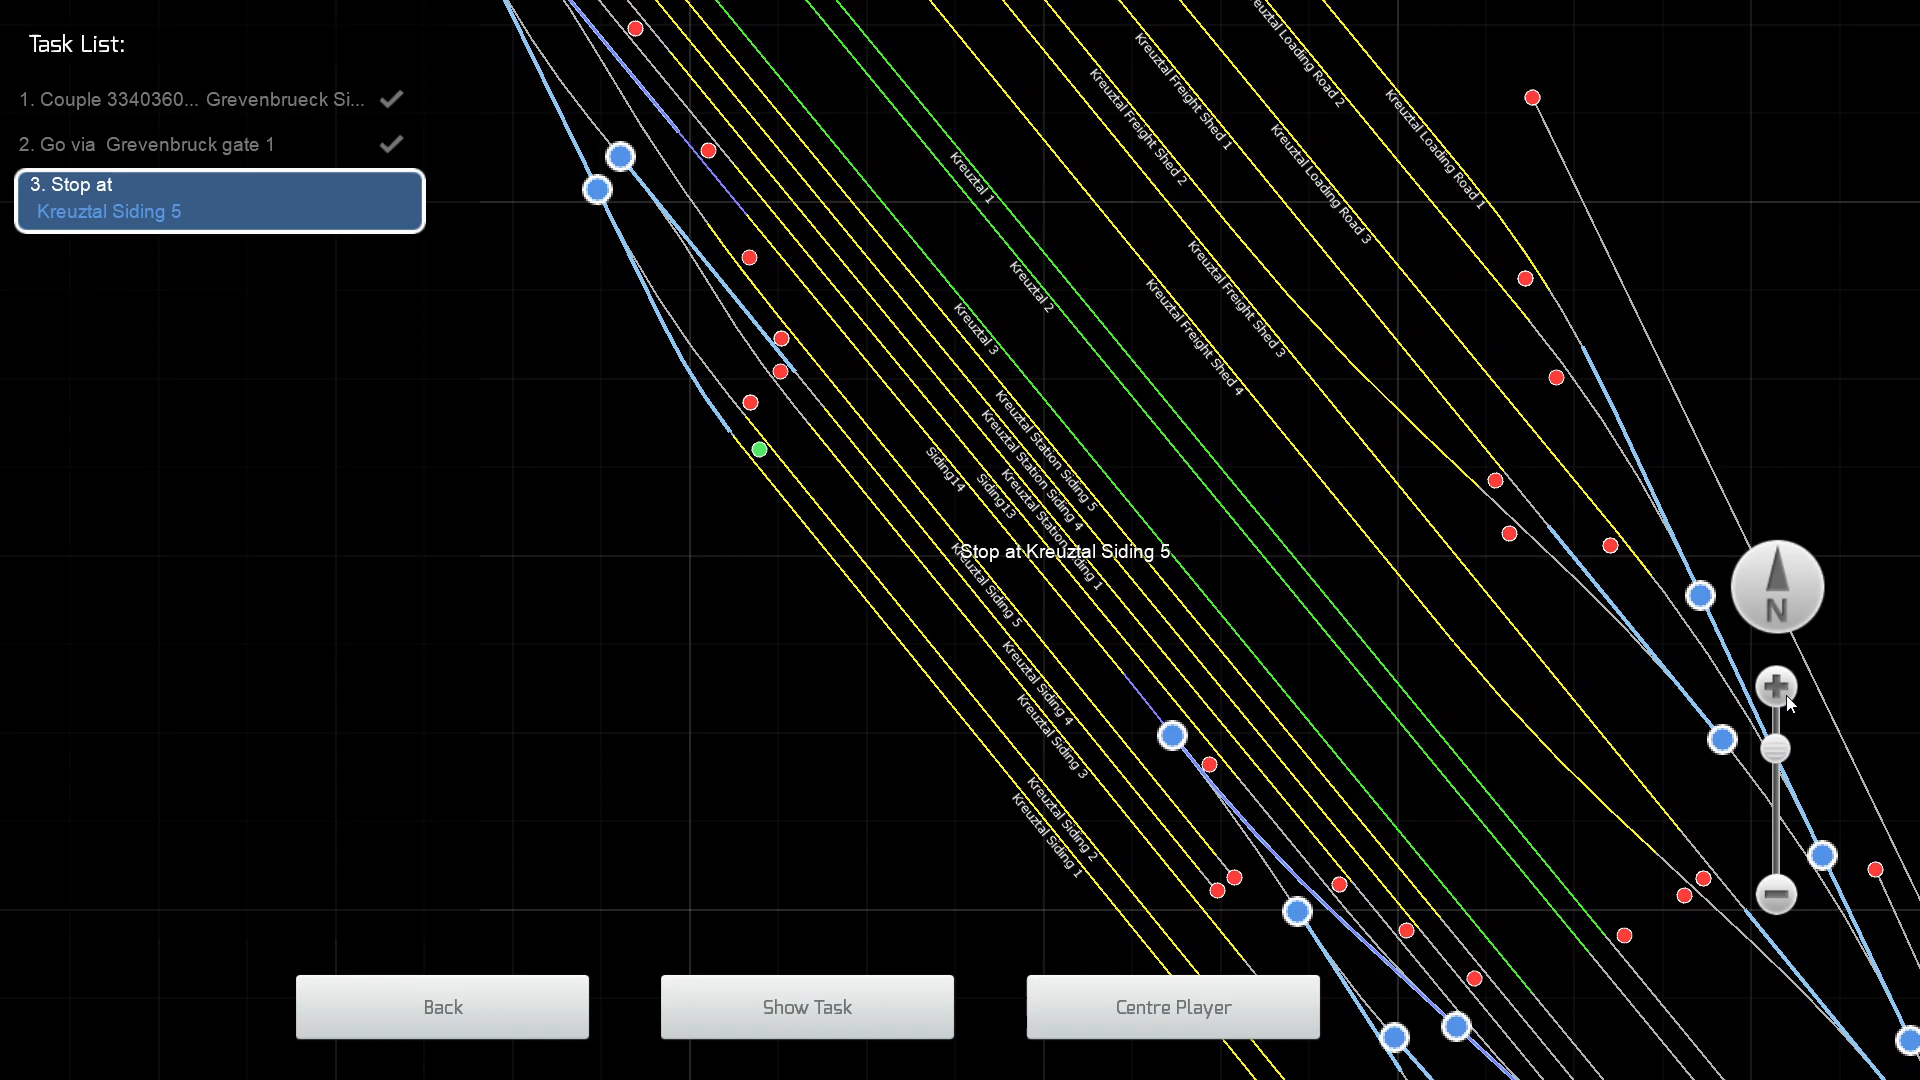 Task List:
1. Couple 3340360... Grevenbrueck Si...
2. Go via Grevenbruck gate 1
3. Stop at
Kreuztal Siding 5
Kreuztal Loading Road 2
Kreuztal Freight Shed 1
Kreuztal Freight Shed 2
Kreuztal Loading Road 1
Kreuztal Loading Road 3
Kreuztal 1
Kreuztal 2
Kreuztal 3
Kreuztal Freight Shed 3
Kreuztal Freight Shed 4
Kreuztal Station Siding 5
Kreuztal Station Siding 4
Kreuztal Station Siding 1
Siding14
Siding13
Stop at Kreuztal Siding 5
Kreuztal Siding 5
Kreuztal Siding 4
Kreuztal Siding 3
Kreuztal Siding 2
Kreuztal Siding 1
N
Back
Show Task
Centre Player